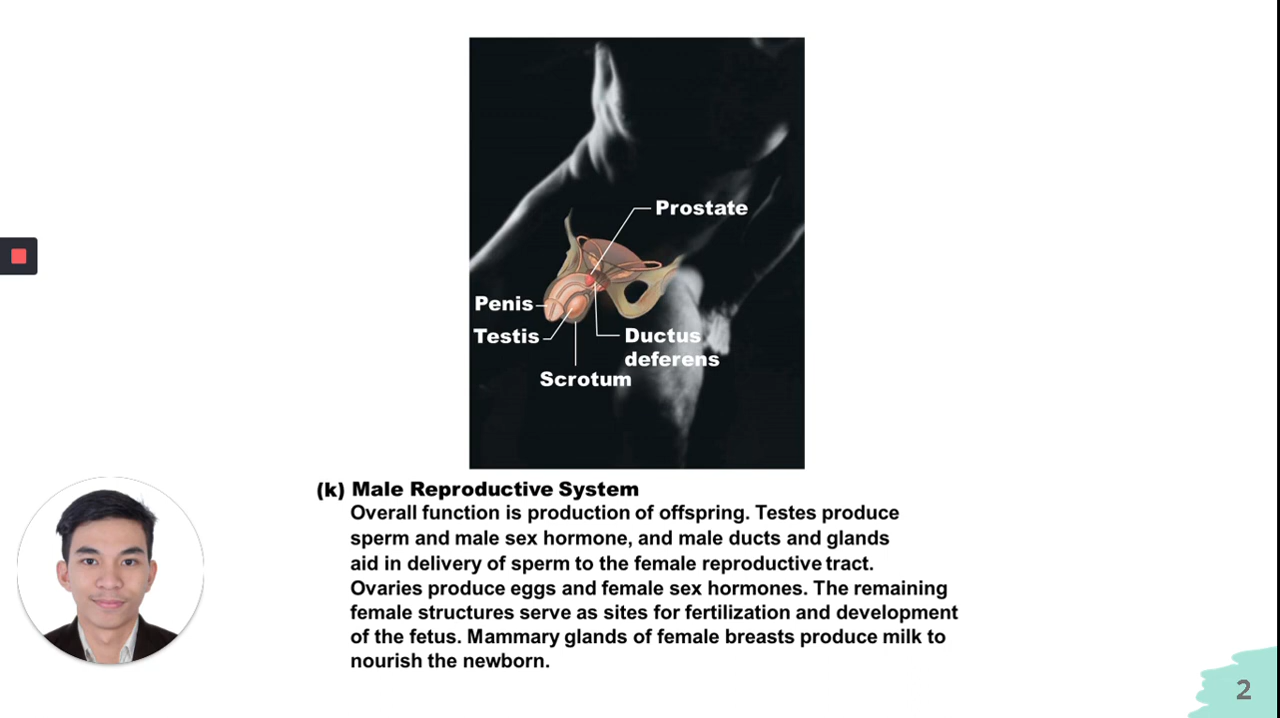 Prostate
Penis
Testis
Ductus
deferens
Scrotum
(k) Male Reproductive System
Overall function is production of offspring. Testes produce
sperm and male sex hormone, and male ducts and glands
aid in delivery of sperm to the female reproductive tract.
Ovaries produce eggs and female sex hormones. The remaining
female structures serve as sites for fertilization and development
of the fetus. Mammary glands of female breasts produce milk to
nourish the newborn.
2